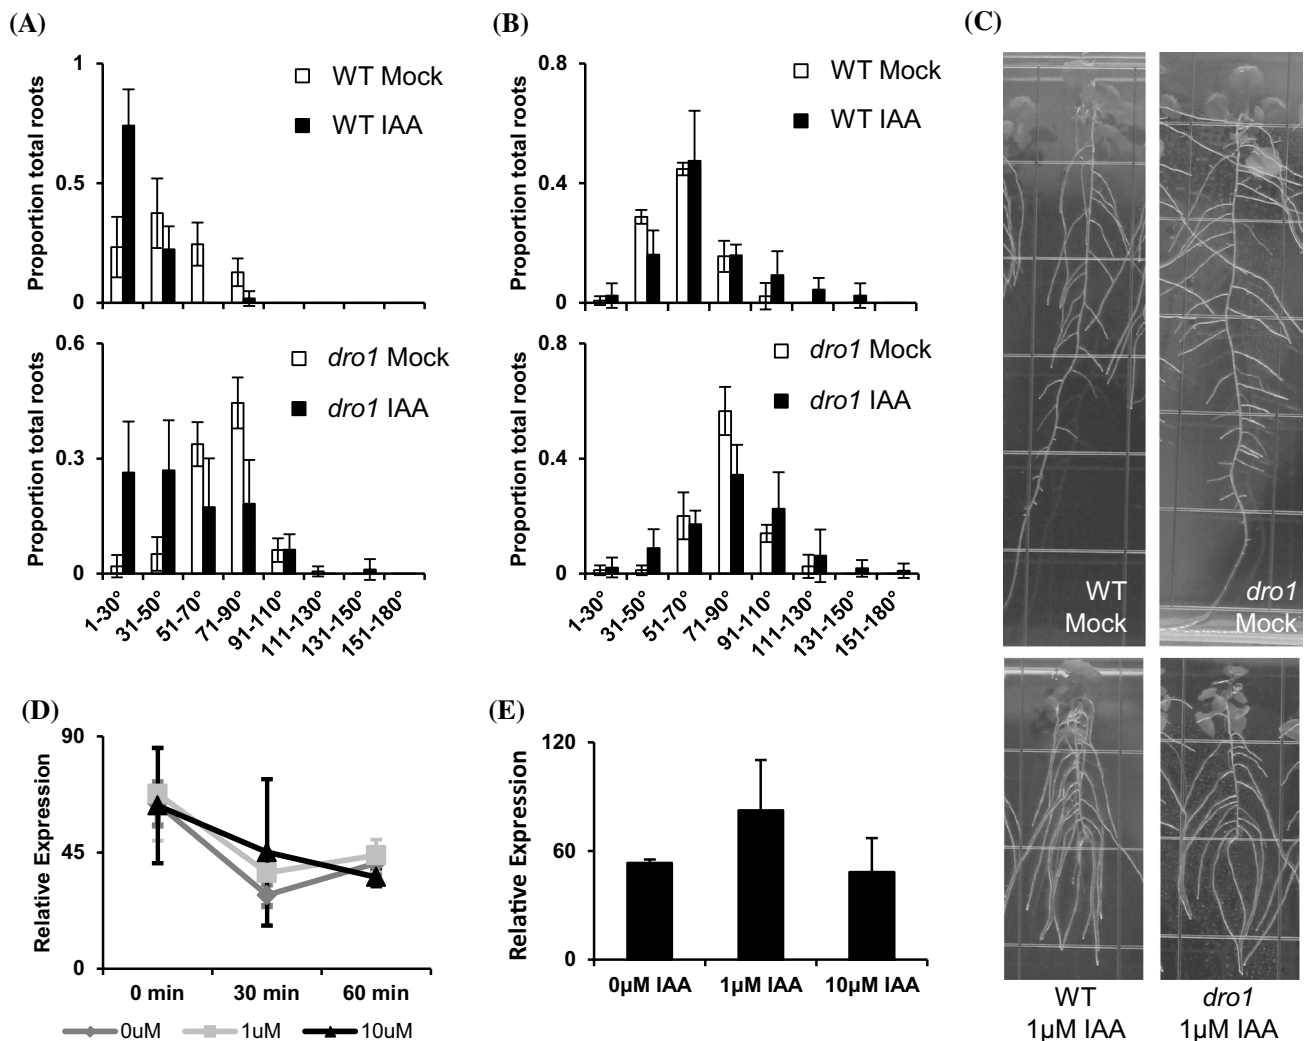 (A)
Proportion total roots
1
0.5
0
WT Mock
WT IAA
Proportion total roots
0.6
0.3
0
dro1 Mock
dro1 IAA
1-30°
31-50°
51-70°
71-90°
91-110°
111-130°
131-150°
151-180°
(B)
Proportion total roots
0.8
0.4
0
WT Mock
WT IAA
Proportion total roots
0.8
0.4
0
dro1 Mock
dro1 IAA
1-30°
31-50°
51-70°
71-90°
91-110°
111-130°
131-150°
151-180°
(C)
WT
Mock
dro1
Mock
WT
1µM IAA
dro1
1µM IAA
(D)
Relative Expression
90
45
0
0 min
30 min
60 min
0uM
1uM
10uM
(E)
Relative Expression
120
60
0
0µM IAA
1µM IAA
10µM IAA